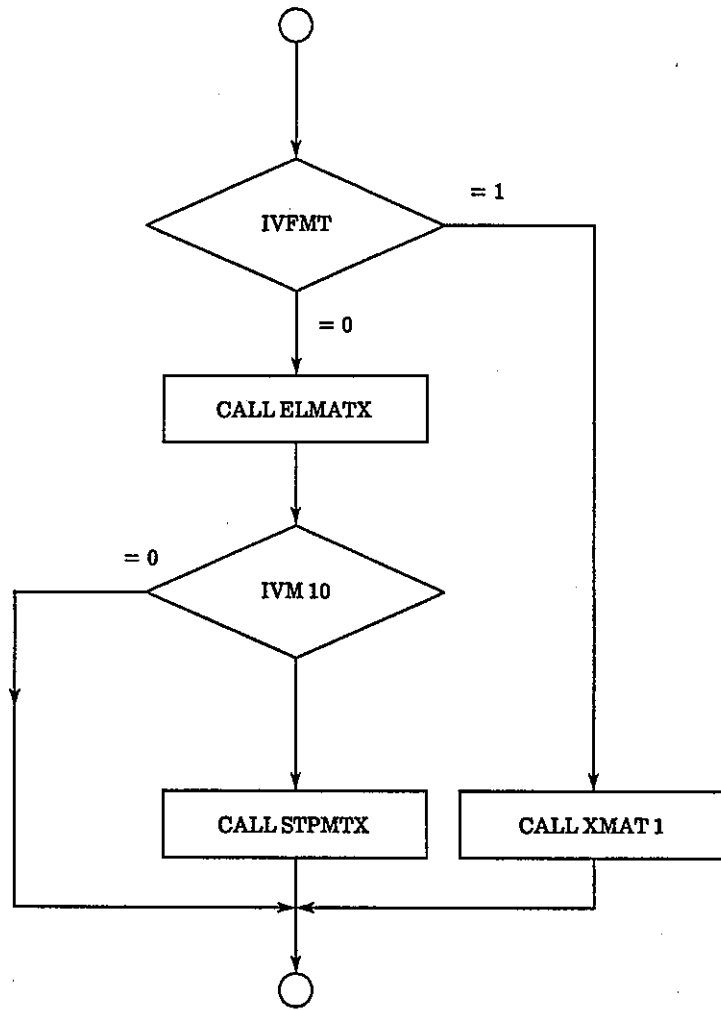 = 1
IVFMT
= 0
CALL ELMATX
= 0
IVM 10
CALL STPMTX
CALL XMAT 1